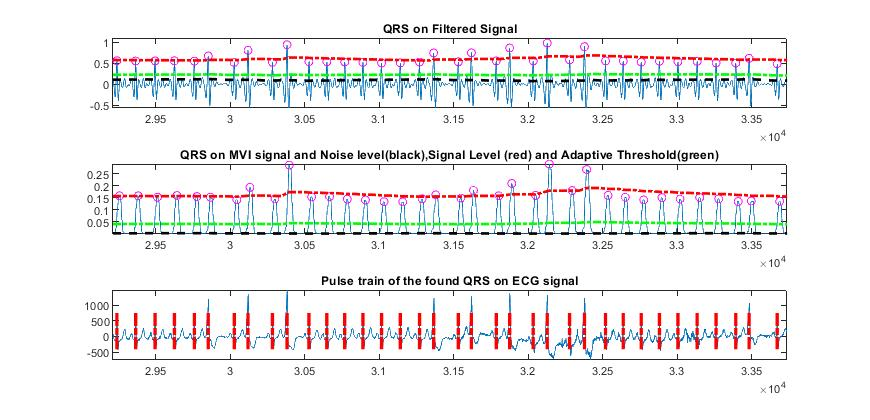 QRS on Filtered Signal
1
0.5
0
-0.5
2.95 3 3.05 3.1 3.15 3.2 3.25 3.3 3.35
×10^4
QRS on MVI signal and Noise level(black),Signal Level (red) and Adaptive Threshold(green)
0.25
0.2
0.15
0.1
0.05
2.95 3 3.05 3.1 3.15 3.2 3.25 3.3 3.35
×10^4
Pulse train of the found QRS on ECG signal
1000
500
0
-500
2.95 3 3.05 3.1 3.15 3.2 3.25 3.3 3.35
×10^4